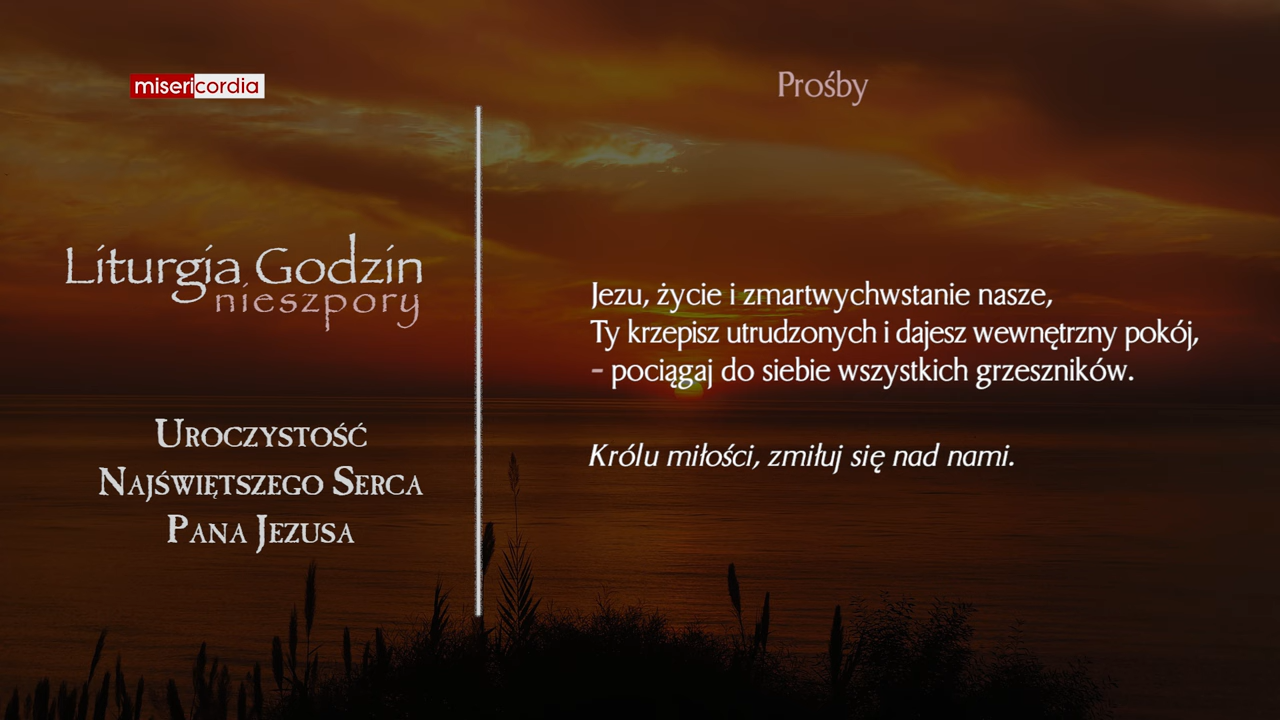 misericordia
Prośby
Liturgia Godzin
nieszpory
Uroczystość
Najświętszego Serca
Pana Jezusa
Jezu, życie i zmartwychwstanie nasze,
Ty krzepisz utrudzonych i dajesz wewnętrzny pokój,
- pociągaj do siebie wszystkich grzeszników.
Królu miłości, zmiłuj się nad nami.